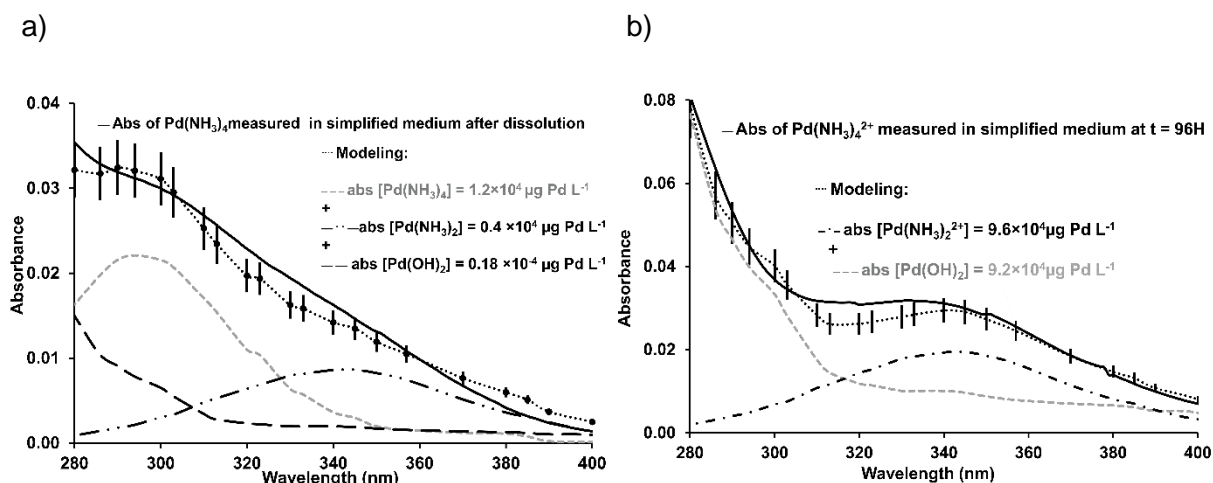 a)
0.04
0.03
0.02
0.01
0.00
Absorbance
280 300 320 340 360 380 400
Wavelength (nm)
— Abs of Pd(NH₃)₄measured in simplified medium after dissolution
Modeling:
abs [Pd(NH₃)₄] = 1.2×10⁴ µg Pd L⁻¹
+
abs [Pd(NH₃)₂] = 0.4 ×10⁴ µg Pd L⁻¹
+
abs [Pd(OH)₂] = 0.18 ×10⁻⁴ µg Pd L⁻¹
b)
0.08
0.06
0.04
0.02
0.00
Absorbance
280 300 320 340 360 380 400
Wavelength (nm)
— Abs of Pd(NH₃)₄²⁺ measured in simplified medium at t = 96H
Modeling:
abs [Pd(NH₃)₂²⁺] = 9.6×10⁴µg Pd L⁻¹
+
abs [Pd(OH)₂] = 9.2×10⁴µg Pd L⁻¹